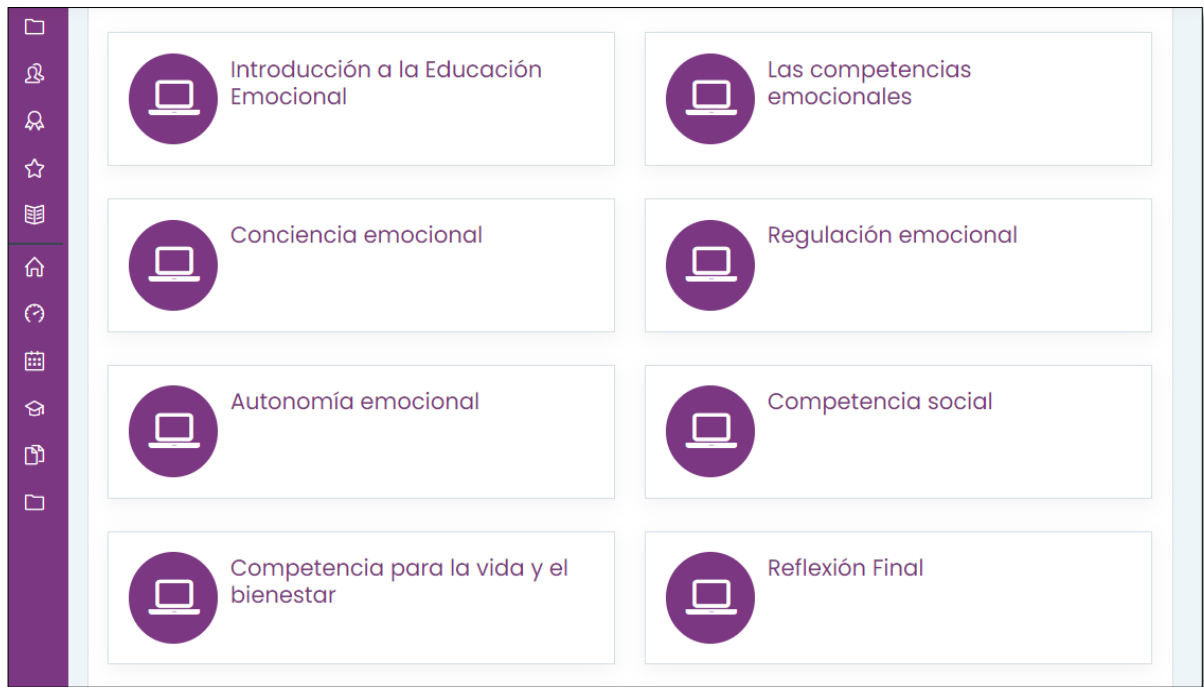 Introducción a la Educación
Emocional
Las competencias
emocionales
Conciencia emocional
Regulación emocional
Autonomía emocional
Competencia social
Competencia para la vida y el
bienestar
Reflexión Final